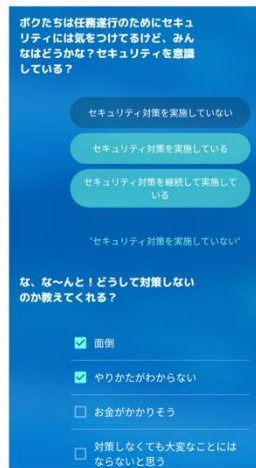 ボクたちは任務遂行のためにセキュ
リティには気をつけてるけど、みん
なはどうかな？セキュリティを意識
している？
セキュリティ対策を実施していない
セキュリティ対策を実施している
セキュリティ対策を継続して実施して
いる
"セキュリティ対策を実施していない"
な、な〜んと！どうして対策しない
のか教えてくれる？
面倒
やりかたがわからない
お金がかかりそう
対策しなくても大変なことには
ならないと思う